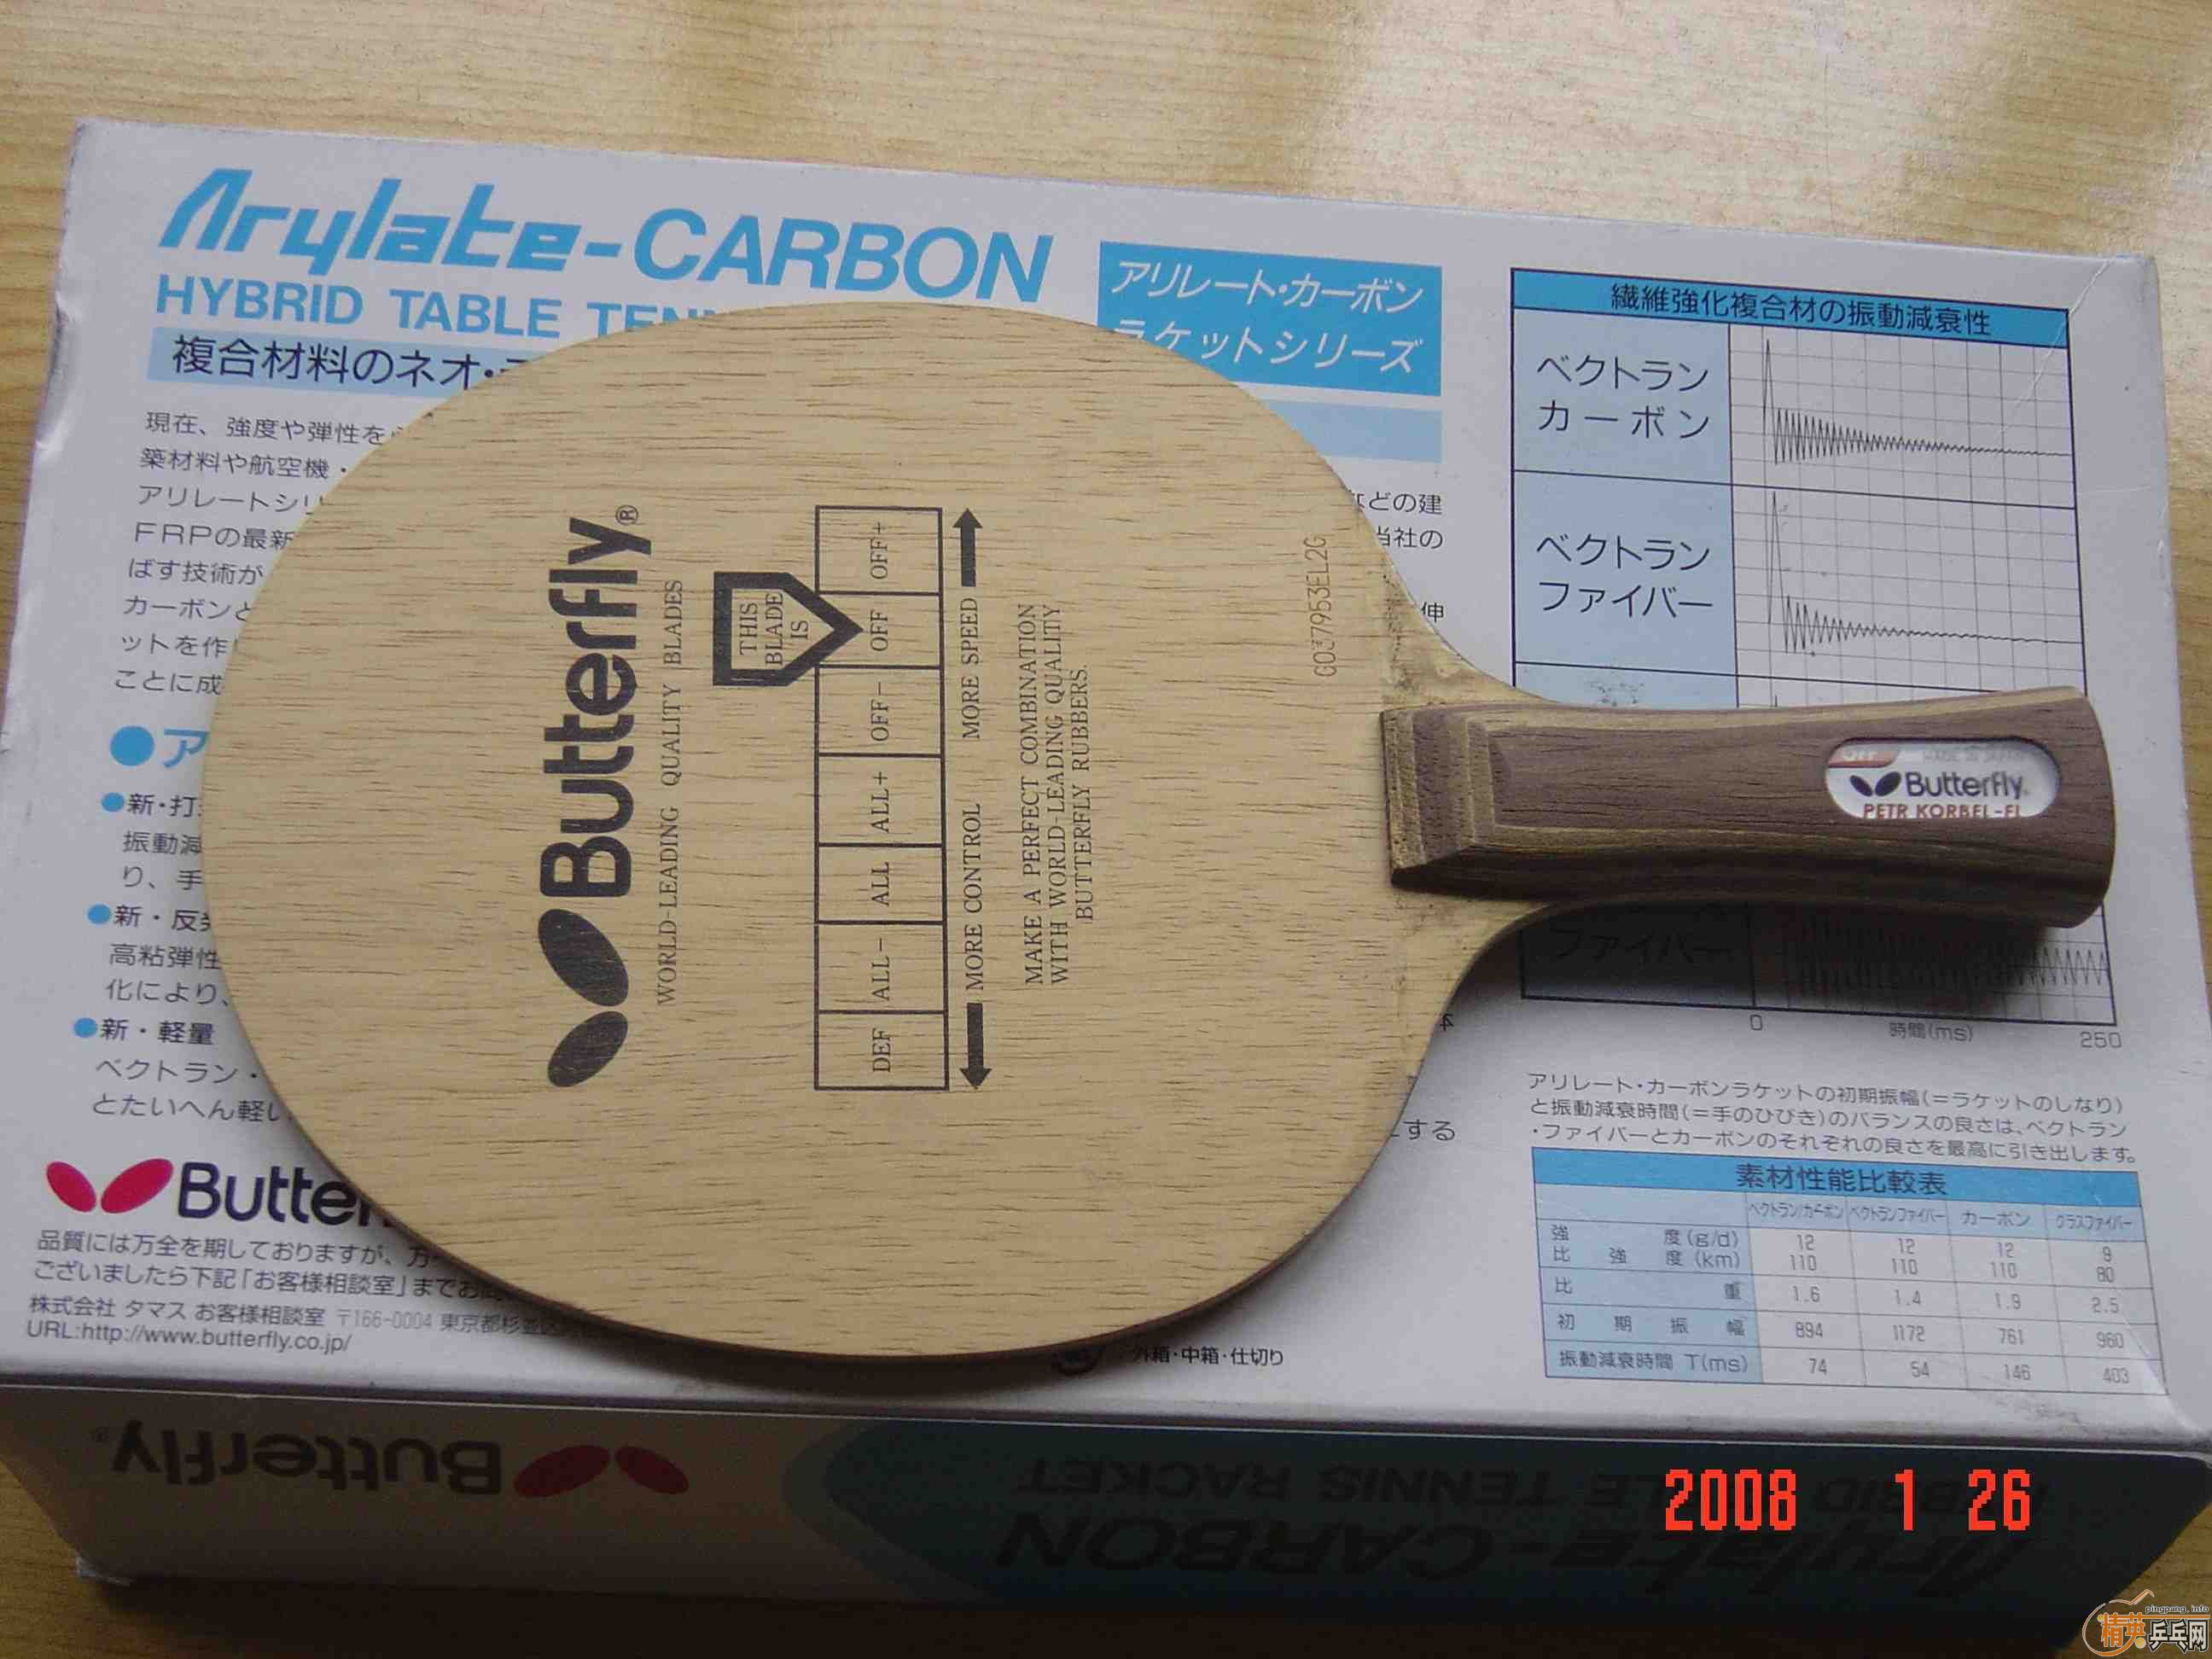 Arylate-CARBON
HYBRID TABLE
複合材料のネオ・
アリレート・カーボン
ラケットシリーズ
現在、強度や弾性を
築材料や航空機・
アリレートシリ
FRPの最新
ばす技術が
カーボンと
ットを作
ことに成
などの建
当社の
伸
●ア
●新・打
振動減
り、手
●新・反発
高粘弾性
化により、
●新・軽量
ベクトラン・
とたいへん軽い
する
Butter
品質には万全を期しておりますが、万一
ございましたら下記「お客様相談室」まで
株式会社 タマス お客様相談室 〒166-0004 東京都杉並区
URL:http://www.butterfly.co.jp/
外箱・中箱・仕切り
繊維強化複合材の振動減衰性
ベクトラン
カーボン
ベクトラン
ファイバー
ファイバー
0 時間(ms) 250
アリレート・カーボンラケットの初期振幅(=ラケットのしなり)
と振動減衰時間(=手のひびき)のバランスの良さは、ベクトラン
・ファイバーとカーボンのそれぞれの良さを最高に引き出します。
素材性能比較表
ベクトラン/カーボン ベクトランファイバー カーボン グラスファイバー
強度(g/d) 12 12 12 9
比強度(km) 110 110 110 80
比重 1.6 1.4 1.9 2.5
初期振幅 894 1172 761 960
振動減衰時間 T(ms) 74 54 146 403
Butterfly®
WORLD-LEADING QUALITY BLADES
THIS
BLADE
IS
DEF ALL- ALL ALL+ OFF- OFF OFF+
MORE CONTROL MORE SPEED
MAKE A PERFECT COMBINATION
WITH WORLD-LEADING QUALITY
BUTTERFLY RUBBERS.
G037953EL2G
MADE IN JAPAN
Butterfly
PETR KORBEL-FL
Butterfly®
TENNIS RACKET
Arylate-CARBON
2008 1 26
pingpang.info
精英乒乓网